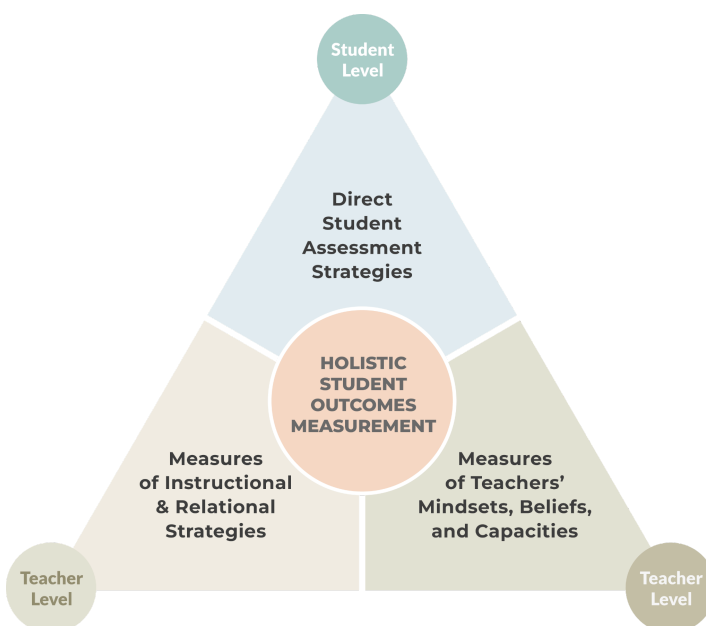 Student
Level
Direct
Student
Assessment
Strategies
HOLISTIC
STUDENT
OUTCOMES
MEASUREMENT
Measures
of Instructional
& Relational
Strategies
Measures
of Teachers’
Mindsets, Beliefs,
and Capacities
Teacher
Level
Teacher
Level